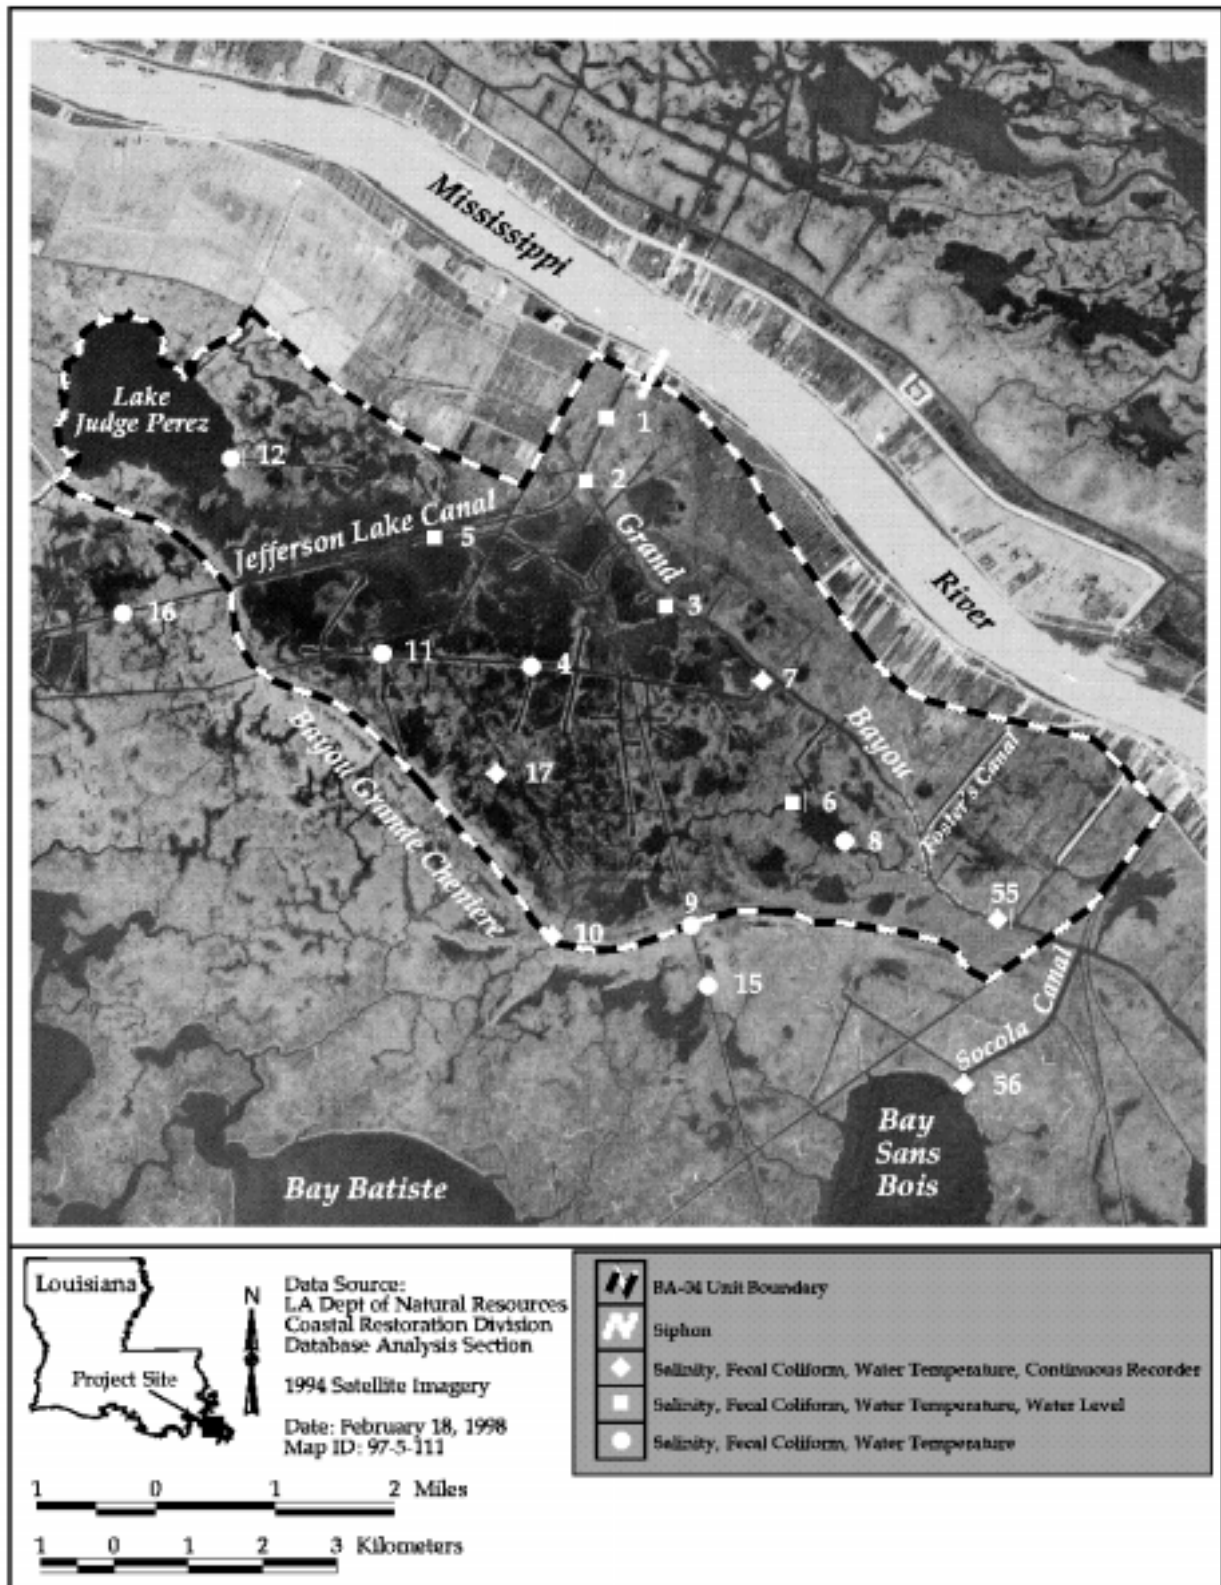 Mississippi
River
Lake
Judge Perez
12
1
2
Jefferson Lake Canal
5
Grand
3
16
11
4
7
Bayou
Foster's Canal
17
Bayou Grande Cheniere
6
8
55
9
10
15
Socola Canal
56
Bay
Sans
Bois
Bay Batiste
Louisiana
Project Site
N
Data Source:
LA Dept of Natural Resources
Coastal Restoration Division
Database Analysis Section
1994 Satellite Imagery
Date: February 18, 1998
Map ID: 97-5-111
1 0 1 2 Miles
1 0 1 2 3 Kilometers
BA-04 Unit Boundary
Siphon
Salinity, Fecal Coliform, Water Temperature, Continuous Recorder
Salinity, Fecal Coliform, Water Temperature, Water Level
Salinity, Fecal Coliform, Water Temperature